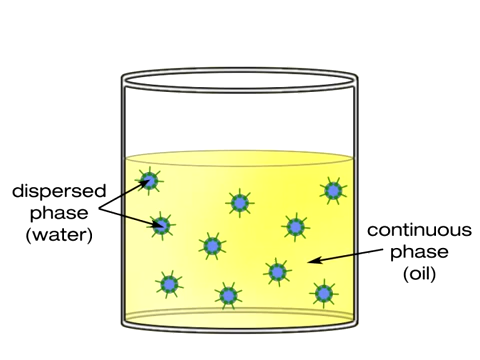 dispersed
phase
(water)
continuous
phase
(oil)